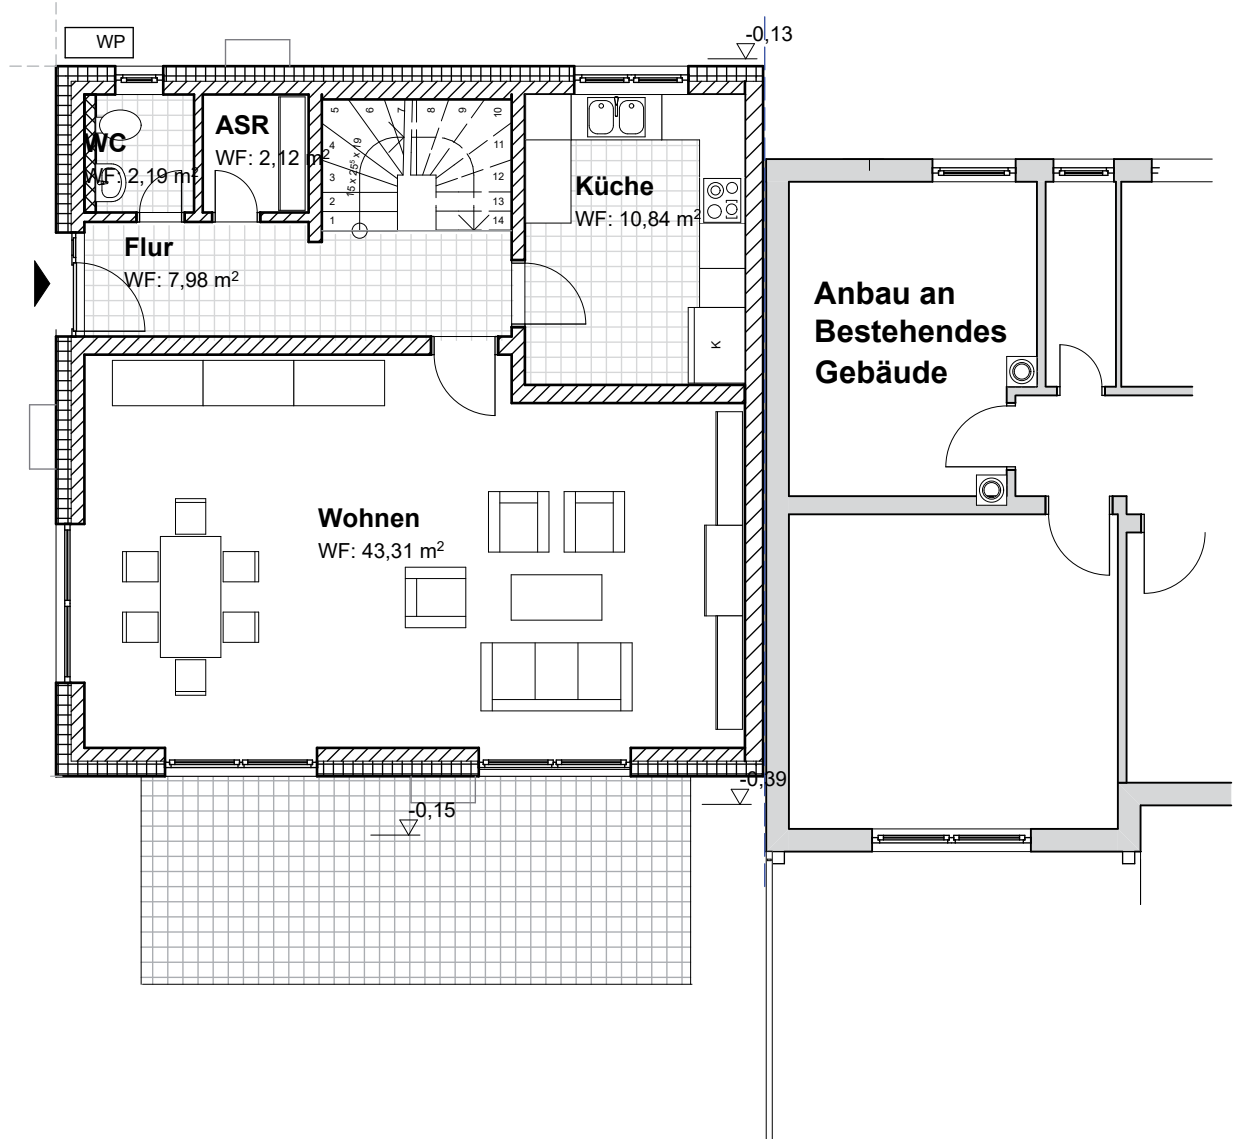 WP
-0,13
WC
WF: 2,19 m²
ASR
WF: 2,12 m²
5
6
7
8
9
10
4
11
3
12
2
13
1
14
15 x 25⁵ x 19
Küche
WF: 10,84 m²
Flur
WF: 7,98 m²
K
Anbau an
Bestehendes
Gebäude
Wohnen
WF: 43,31 m²
-0,39
-0,15